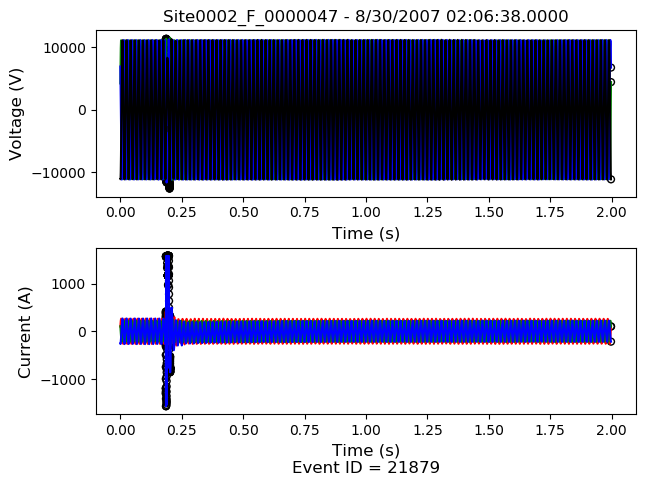 Site0002_F_0000047 - 8/30/2007 02:06:38.0000
Voltage (V)
10000
0
−10000
0.00 0.25 0.50 0.75 1.00 1.25 1.50 1.75 2.00
Time (s)
Current (A)
1000
0
−1000
0.00 0.25 0.50 0.75 1.00 1.25 1.50 1.75 2.00
Time (s)
Event ID = 21879